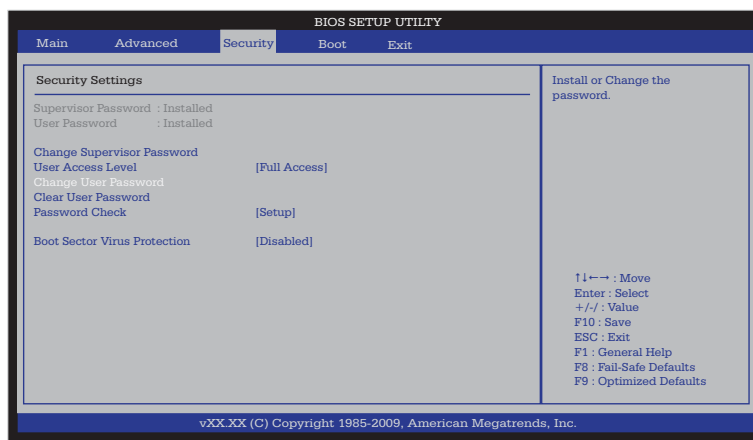 BIOS SETUP UTILTY
Main Advanced Security Boot Exit
Security Settings
Supervisor Password : Installed
User Password : Installed
Change Supervisor Password
User Access Level [Full Access]
Change User Password
Clear User Password
Password Check [Setup]
Boot Sector Virus Protection [Disabled]
Install or Change the
password.
↑↓←→ : Move
Enter : Select
+/-/ : Value
F10 : Save
ESC : Exit
F1 : General Help
F8 : Fail-Safe Defaults
F9 : Optimized Defaults
vXX.XX (C) Copyright 1985-2009, American Megatrends, Inc.